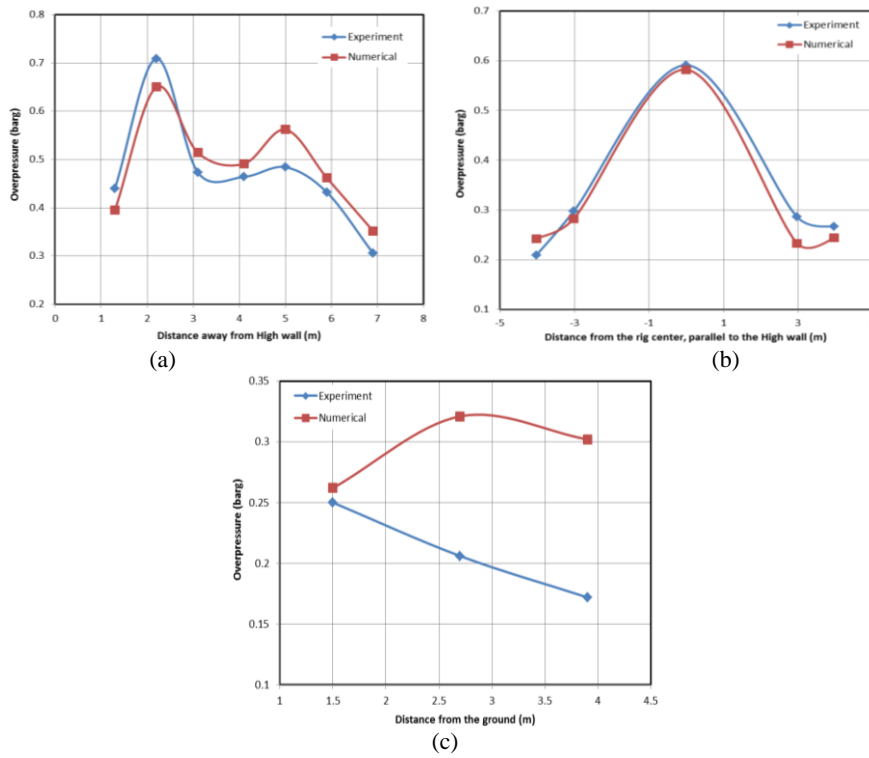 0.8
0.7
0.6
0.5
0.4
0.3
0.2
Overpressure (barg)
Experiment
Numerical
0 1 2 3 4 5 6 7 8
Distance away from High wall (m)
(a)
0.7
0.6
0.5
0.4
0.3
0.2
0.1
Overpressure (barg)
Experiment
Numerical
-5 -3 -1 1 3
Distance from the rig center, parallel to the High wall (m)
(b)
0.35
0.3
0.25
0.2
0.15
0.1
Overpressure (barg)
Experiment
Numerical
1 1.5 2 2.5 3 3.5 4 4.5
Distance from the ground (m)
(c)